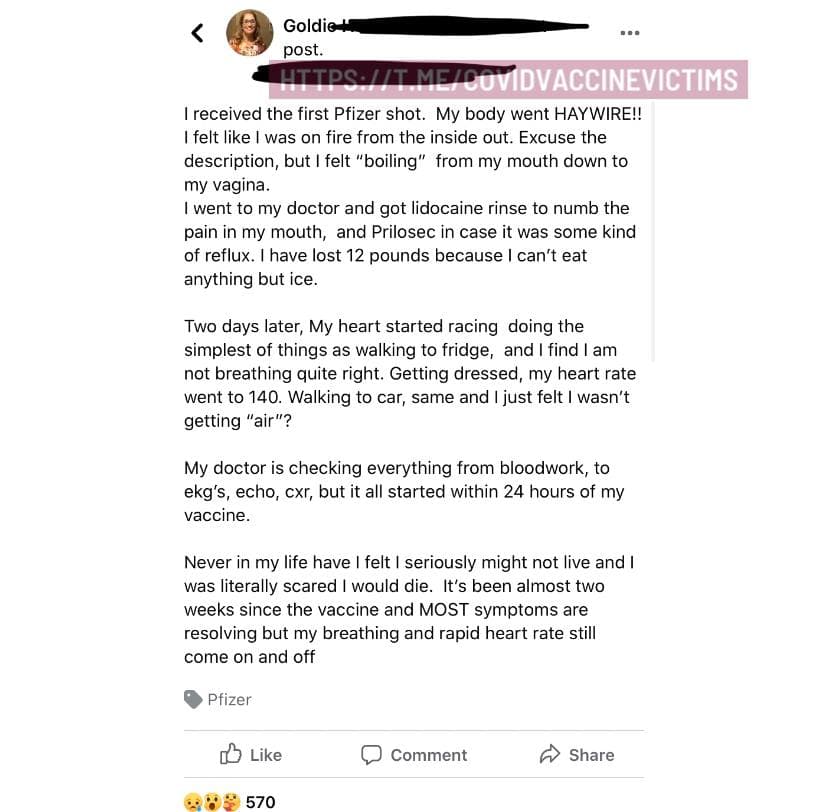 Goldie
post.
HTTPS://T.ME/COVIDVACCINEVICTIMS
I received the first Pfizer shot.  My body went HAYWIRE!!
I felt like I was on fire from the inside out. Excuse the
description, but I felt “boiling”  from my mouth down to
my vagina.
I went to my doctor and got lidocaine rinse to numb the
pain in my mouth,  and Prilosec in case it was some kind
of reflux. I have lost 12 pounds because I can’t eat
anything but ice.
Two days later, My heart started racing  doing the
simplest of things as walking to fridge,  and I find I am
not breathing quite right. Getting dressed, my heart rate
went to 140. Walking to car, same and I just felt I wasn’t
getting “air”?
My doctor is checking everything from bloodwork, to
ekg’s, echo, cxr, but it all started within 24 hours of my
vaccine.
Never in my life have I felt I seriously might not live and I
was literally scared I would die.  It’s been almost two
weeks since the vaccine and MOST symptoms are
resolving but my breathing and rapid heart rate still
come on and off
Pfizer
Like Comment Share
570